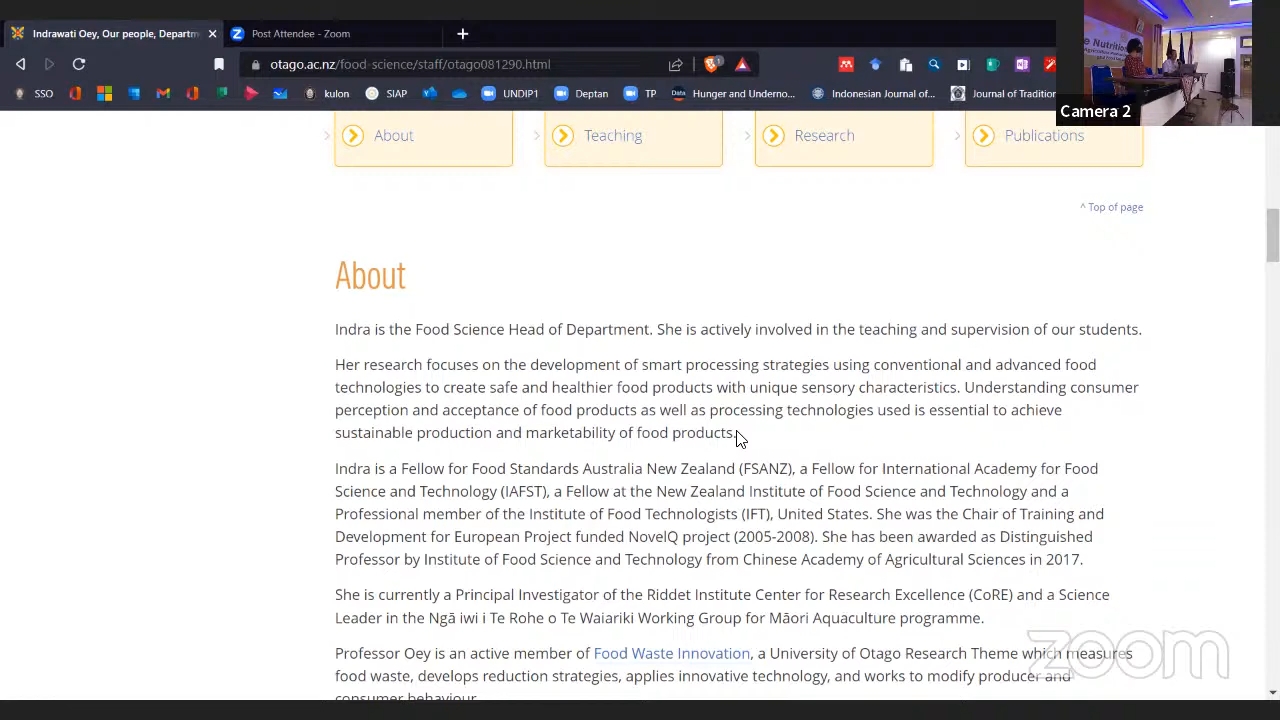 Indrawati Oey, Our people, Departm
Post Attendee - Zoom
otago.ac.nz/food-science/staff/otago081290.html
SSO
kulon
SIAP
UNDIP1
Deptan
TP
Hunger and Underno...
Indonesian Journal of...
Journal of Tradition
e Nutrition
Camera 2
About
Teaching
Research
Publications
^ Top of page
About
Indra is the Food Science Head of Department. She is actively involved in the teaching and supervision of our students.
Her research focuses on the development of smart processing strategies using conventional and advanced food
technologies to create safe and healthier food products with unique sensory characteristics. Understanding consumer
perception and acceptance of food products as well as processing technologies used is essential to achieve
sustainable production and marketability of food products.
Indra is a Fellow for Food Standards Australia New Zealand (FSANZ), a Fellow for International Academy for Food
Science and Technology (IAFST), a Fellow at the New Zealand Institute of Food Science and Technology and a
Professional member of the Institute of Food Technologists (IFT), United States. She was the Chair of Training and
Development for European Project funded NovelQ project (2005-2008). She has been awarded as Distinguished
Professor by Institute of Food Science and Technology from Chinese Academy of Agricultural Sciences in 2017.
She is currently a Principal Investigator of the Riddet Institute Center for Research Excellence (CoRE) and a Science
Leader in the Ngā iwi i Te Rohe o Te Waiariki Working Group for Māori Aquaculture programme.
Professor Oey is an active member of Food Waste Innovation, a University of Otago Research Theme which measures
food waste, develops reduction strategies, applies innovative technology, and works to modify producer and
consumer behaviour.
zoom